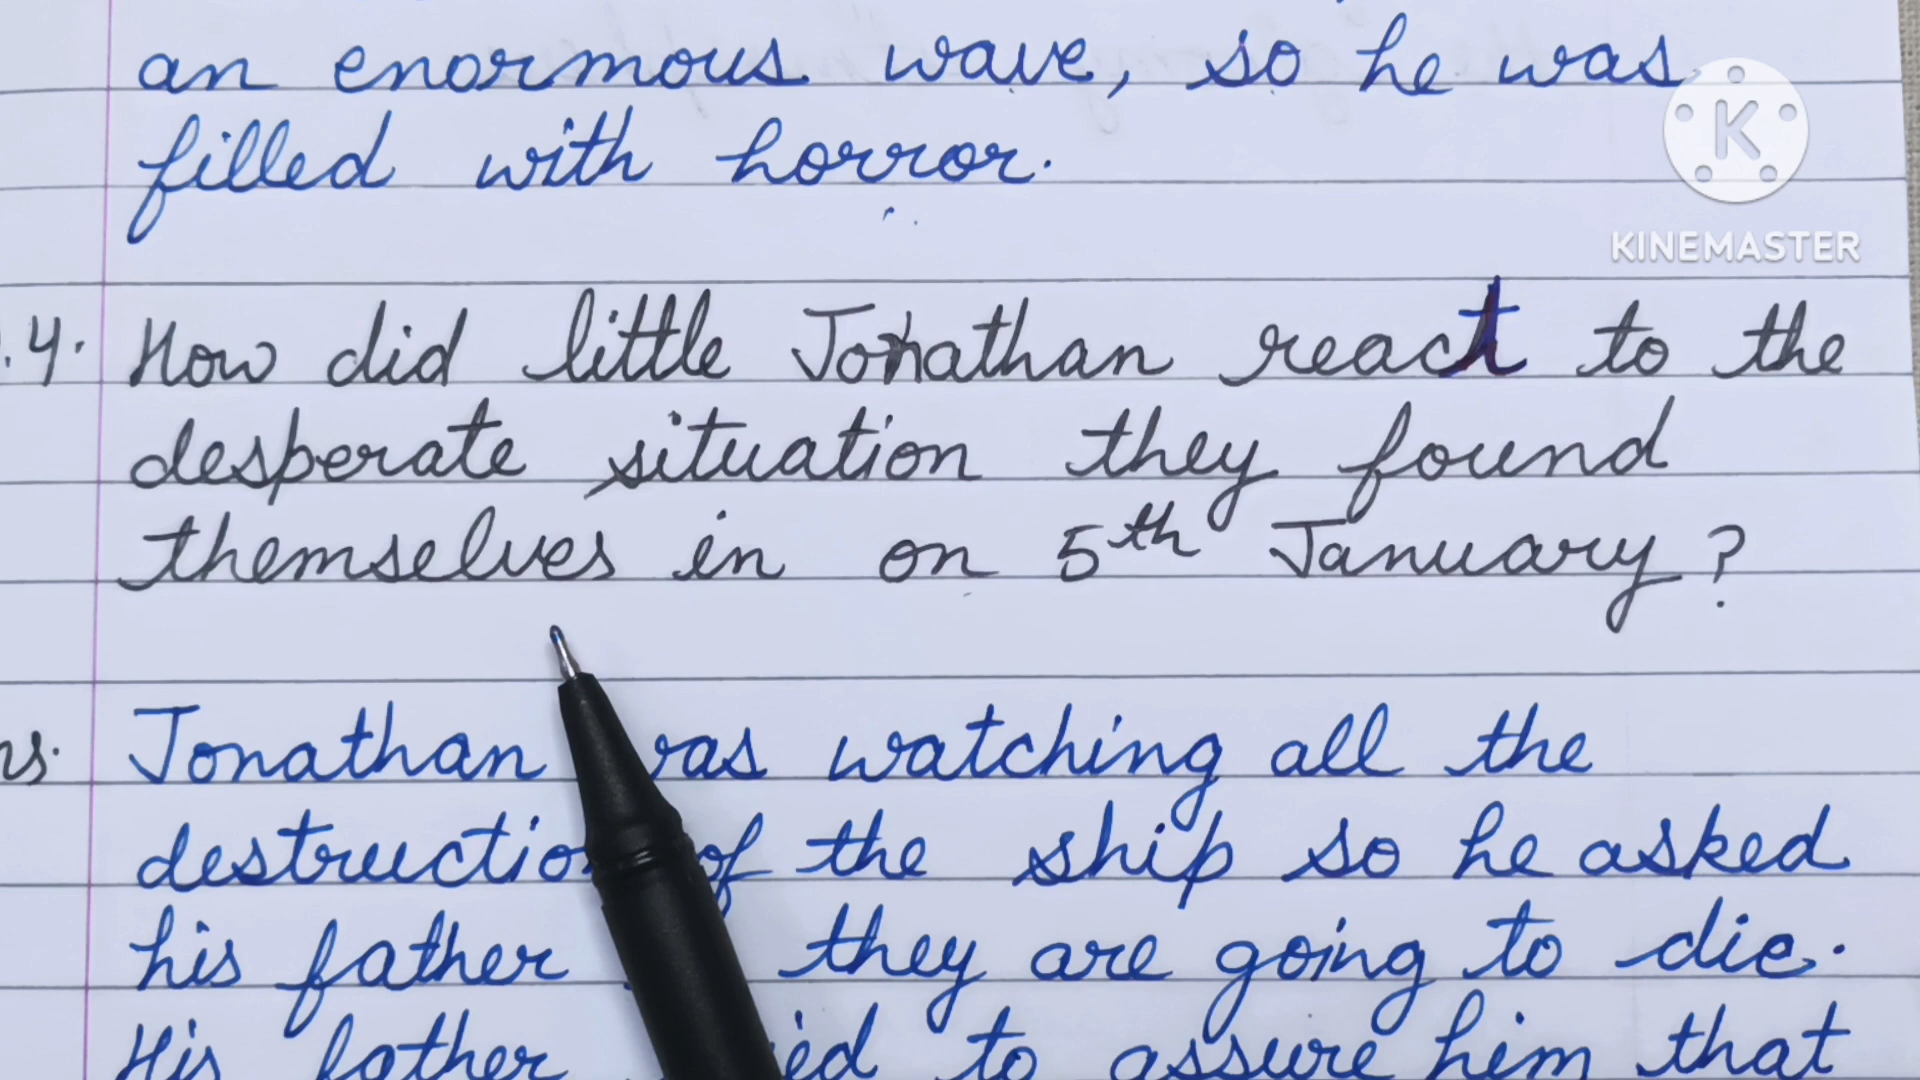 an enormous wave, so he was
filled with horror.
KINEMASTER
.4. How did little Jonathan react to the
desperate situation they found
themselves in on 5th January?
ns. Jonathan was watching all the
destruction of the ship so he asked
his father they are going to die.
His father to assure him that